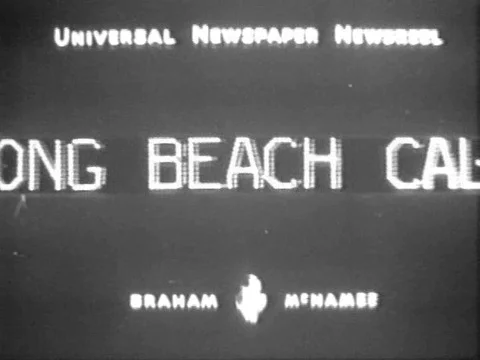 UNIVERSAL NEWSPAPER NEWSREEL
ONG BEACH CAL
GRAHAM MCNAMEE